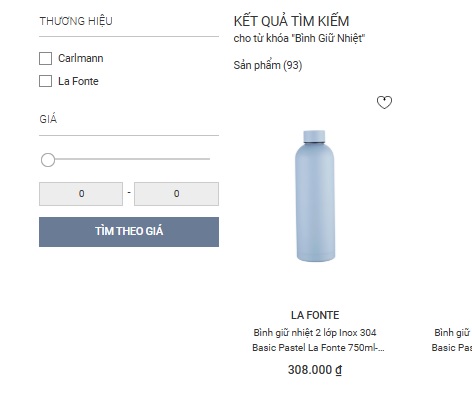 THƯƠNG HIỆU
Carlmann
La Fonte
GIÁ
0 - 0
TÌM THEO GIÁ
KẾT QUẢ TÌM KIẾM
cho từ khóa "Bình Giữ Nhiệt"
Sản phẩm (93)
LA FONTE
Bình giữ nhiệt 2 lớp Inox 304
Basic Pastel La Fonte 750ml-...
308.000 ₫
Bình giữ
Basic Pas